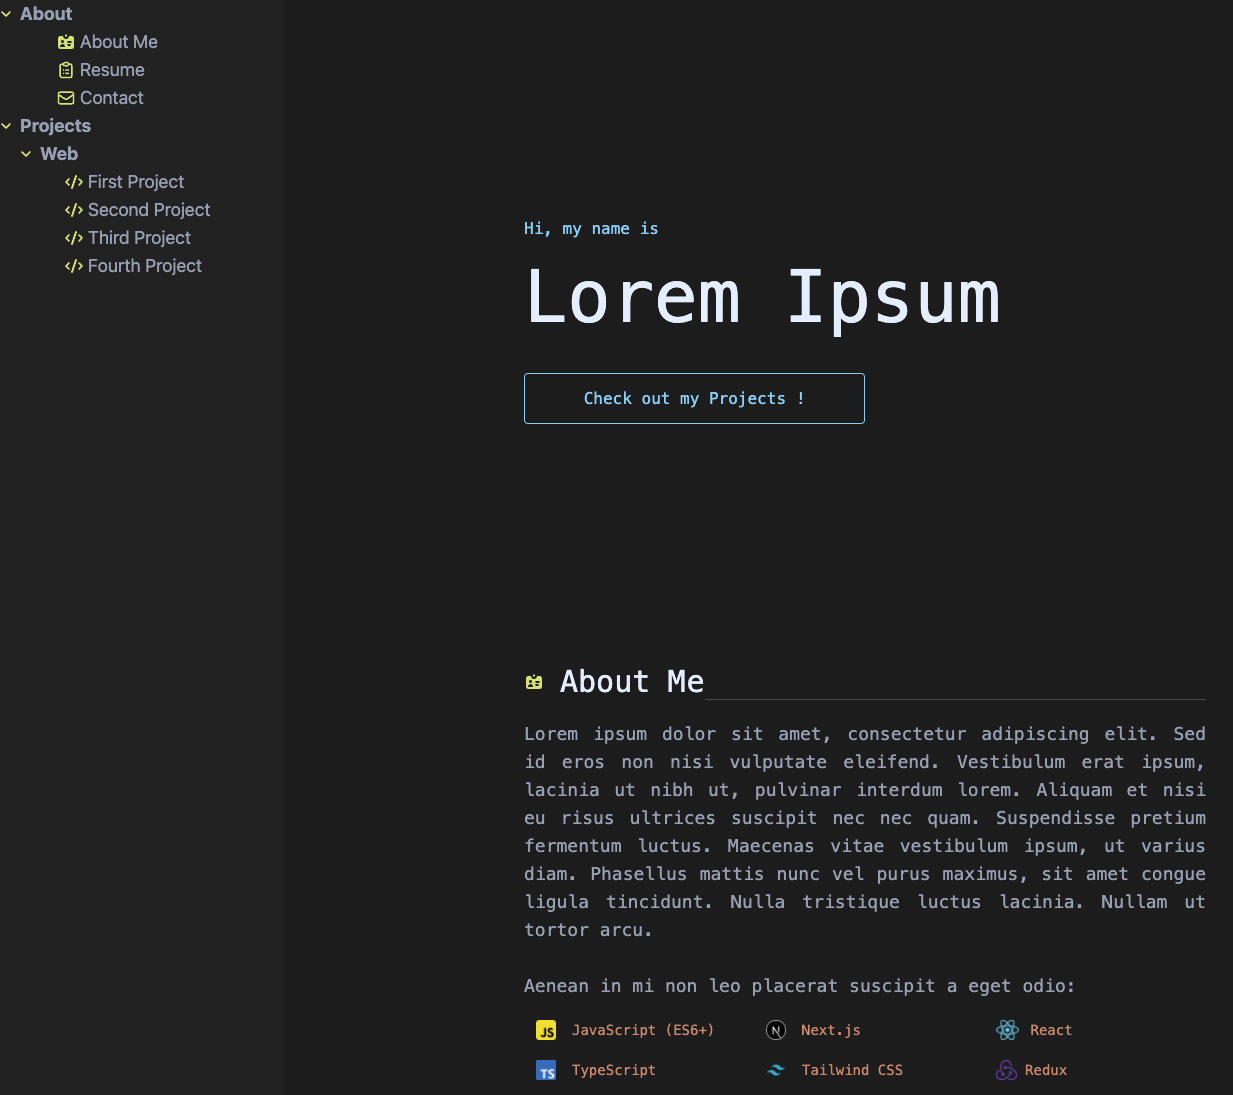 About
About Me
Resume
Contact
Projects
Web
First Project
Second Project
Third Project
Fourth Project
Hi, my name is
Lorem Ipsum
Check out my Projects !
About Me
Lorem ipsum dolor sit amet, consectetur adipiscing elit. Sed
id eros non nisi vulputate eleifend. Vestibulum erat ipsum,
lacinia ut nibh ut, pulvinar interdum lorem. Aliquam et nisi
eu risus ultrices suscipit nec nec quam. Suspendisse pretium
fermentum luctus. Maecenas vitae vestibulum ipsum, ut varius
diam. Phasellus mattis nunc vel purus maximus, sit amet congue
ligula tincidunt. Nulla tristique luctus lacinia. Nullam ut
tortor arcu.
Aenean in mi non leo placerat suscipit a eget odio:
JS JavaScript (ES6+) N Next.js React
TS TypeScript Tailwind CSS Redux